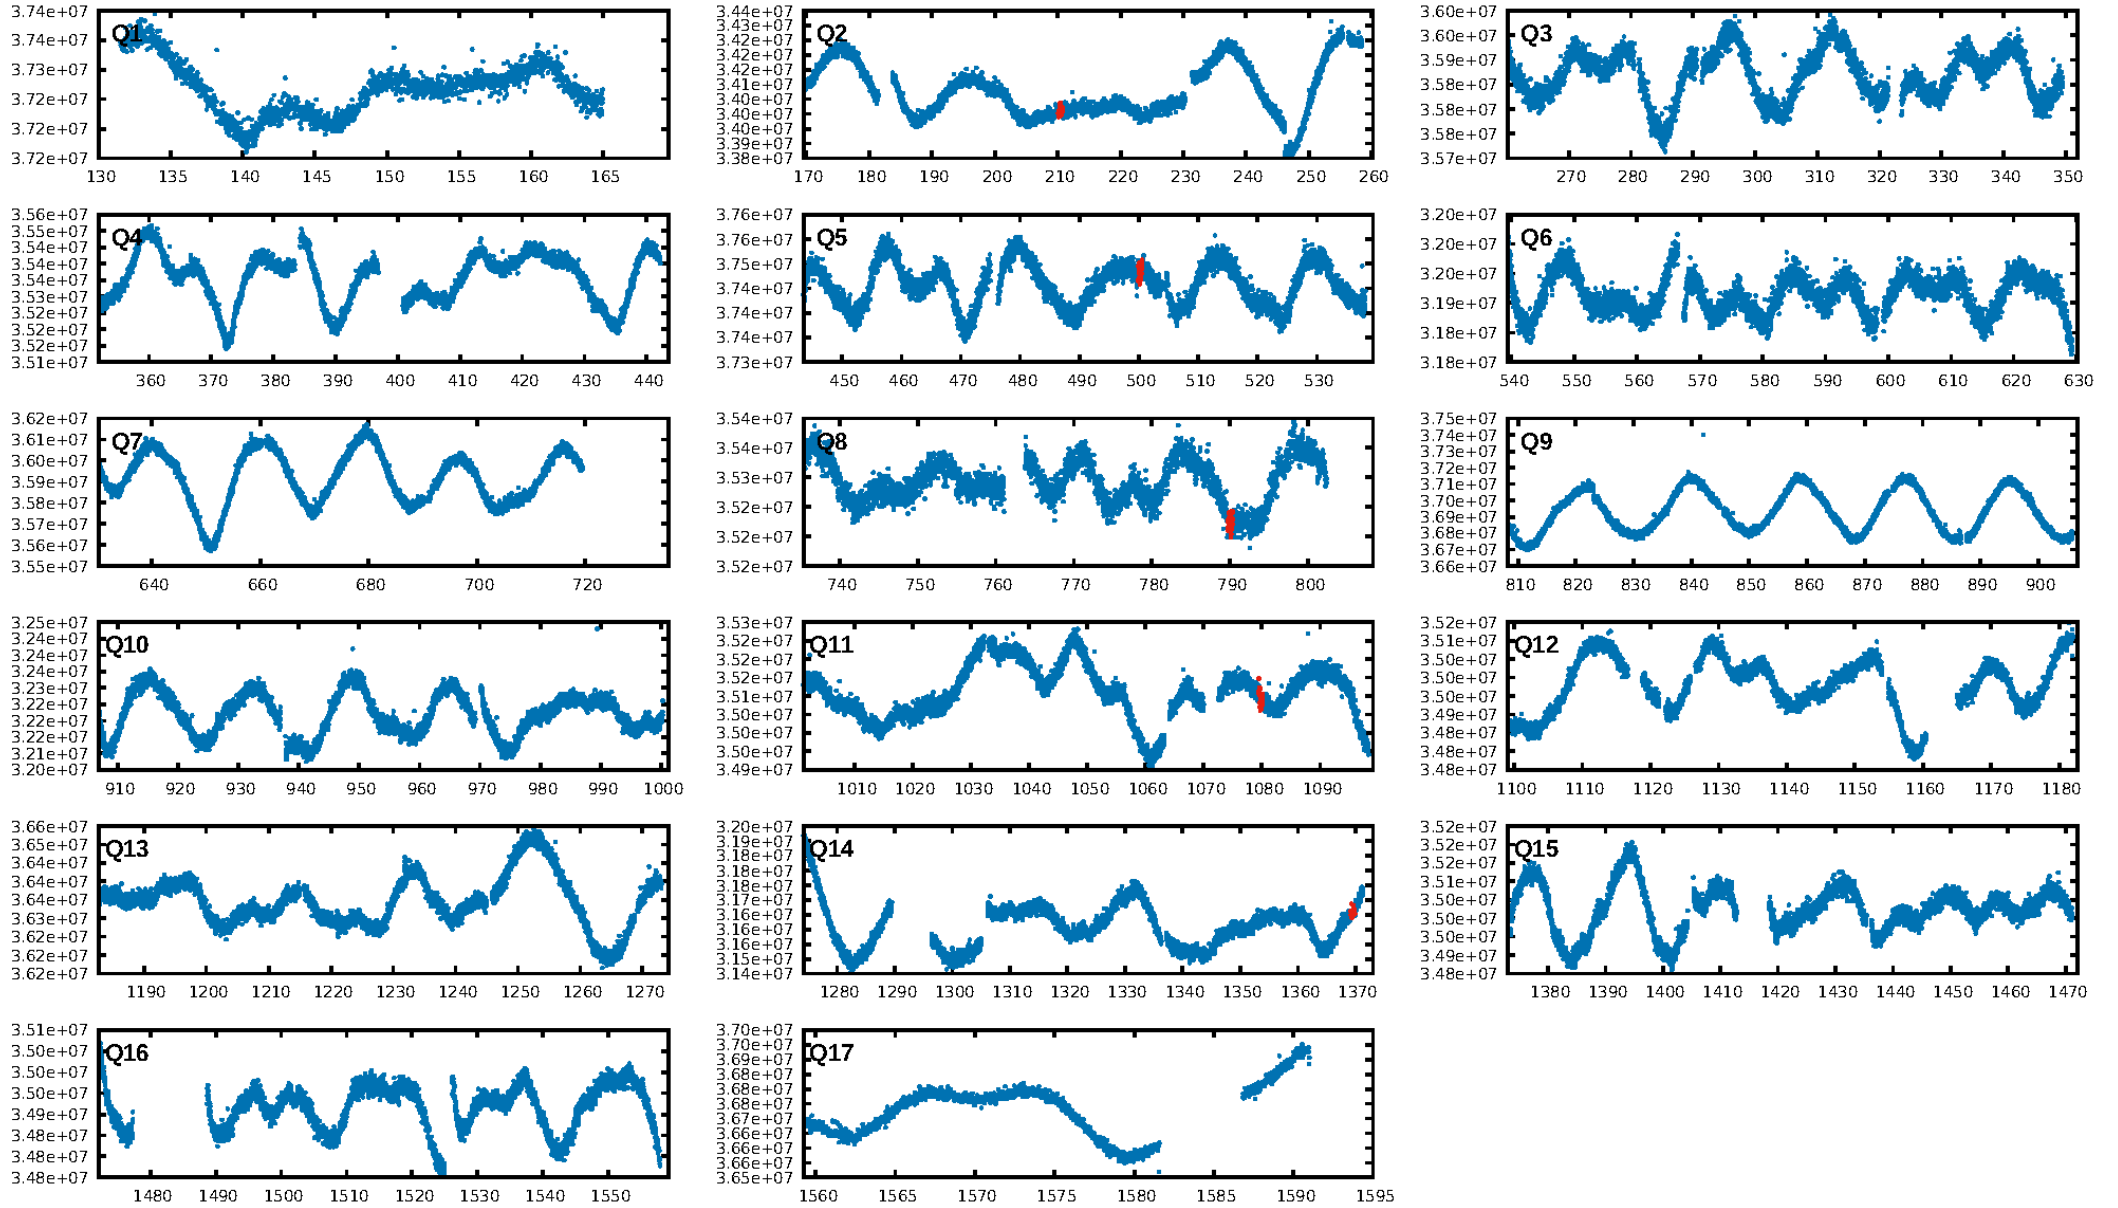 3.74e+07
3.74e+07
3.73e+07
3.72e+07
3.72e+07
3.72e+07
Q1
130 135 140 145 150 155 160 165
3.44e+07
3.44e+07
3.42e+07
3.42e+07
3.42e+07
3.41e+07
3.40e+07
3.40e+07
3.40e+07
3.39e+07
3.38e+07
Q2
170 180 190 200 210 220 230 240 250 260
3.60e+07
3.60e+07
3.59e+07
3.58e+07
3.58e+07
3.58e+07
3.57e+07
Q3
270 280 290 300 310 320 330 340 350
3.56e+07
3.55e+07
3.54e+07
3.54e+07
3.54e+07
3.53e+07
3.52e+07
3.52e+07
3.52e+07
3.51e+07
Q4
360 370 380 390 400 410 420 430 440
3.76e+07
3.76e+07
3.75e+07
3.74e+07
3.74e+07
3.74e+07
3.73e+07
Q5
450 460 470 480 490 500 510 520 530
3.20e+07
3.20e+07
3.20e+07
3.19e+07
3.18e+07
3.18e+07
Q6
540 550 560 570 580 590 600 610 620 630
3.62e+07
3.61e+07
3.60e+07
3.59e+07
3.58e+07
3.57e+07
3.56e+07
3.55e+07
Q7
640 660 680 700 720
3.54e+07
3.54e+07
3.53e+07
3.52e+07
3.52e+07
3.52e+07
Q8
740 750 760 770 780 790 800
3.75e+07
3.74e+07
3.73e+07
3.72e+07
3.71e+07
3.70e+07
3.69e+07
3.68e+07
3.67e+07
3.66e+07
Q9
810 820 830 840 850 860 870 880 890 900
3.25e+07
3.24e+07
3.24e+07
3.24e+07
3.23e+07
3.22e+07
3.22e+07
3.22e+07
3.21e+07
3.20e+07
Q10
910 920 930 940 950 960 970 980 990 1000
3.53e+07
3.52e+07
3.52e+07
3.52e+07
3.51e+07
3.50e+07
3.50e+07
3.50e+07
3.49e+07
Q11
1010 1020 1030 1040 1050 1060 1070 1080 1090
3.52e+07
3.51e+07
3.50e+07
3.50e+07
3.50e+07
3.49e+07
3.48e+07
3.48e+07
3.48e+07
Q12
1100 1110 1120 1130 1140 1150 1160 1170 1180
3.66e+07
3.65e+07
3.64e+07
3.64e+07
3.64e+07
3.63e+07
3.62e+07
3.62e+07
3.62e+07
Q13
1190 1200 1210 1220 1230 1240 1250 1260 1270
3.20e+07
3.19e+07
3.18e+07
3.18e+07
3.17e+07
3.16e+07
3.16e+07
3.16e+07
3.15e+07
3.15e+07
3.14e+07
Q14
1280 1290 1300 1310 1320 1330 1340 1350 1360 1370
3.52e+07
3.52e+07
3.51e+07
3.50e+07
3.50e+07
3.50e+07
3.49e+07
3.48e+07
Q15
1380 1390 1400 1410 1420 1430 1440 1450 1460 1470
3.51e+07
3.50e+07
3.50e+07
3.50e+07
3.49e+07
3.48e+07
3.48e+07
3.48e+07
Q16
1480 1490 1500 1510 1520 1530 1540 1550
3.70e+07
3.70e+07
3.69e+07
3.68e+07
3.68e+07
3.68e+07
3.67e+07
3.66e+07
3.66e+07
3.66e+07
3.65e+07
Q17
1560 1565 1570 1575 1580 1585 1590 1595